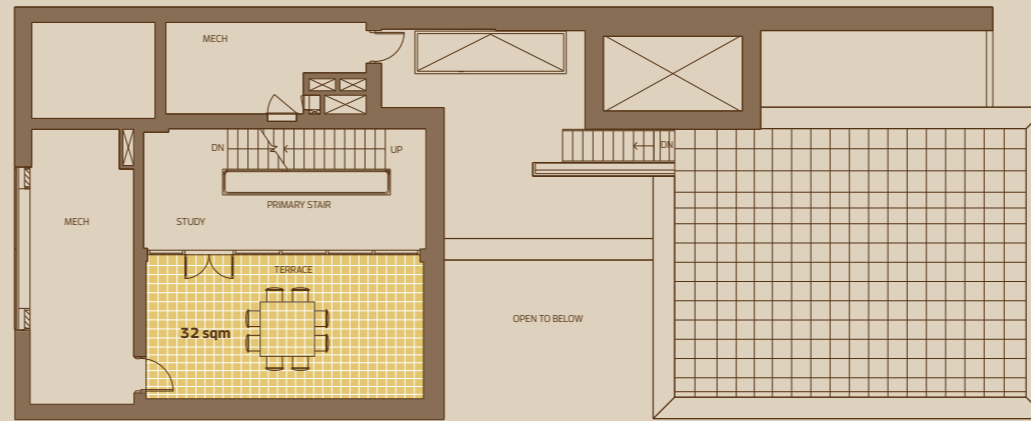 MECH
DN
UP
DN
PRIMARY STAIR
MECH
STUDY
TERRACE
32 sqm
OPEN TO BELOW